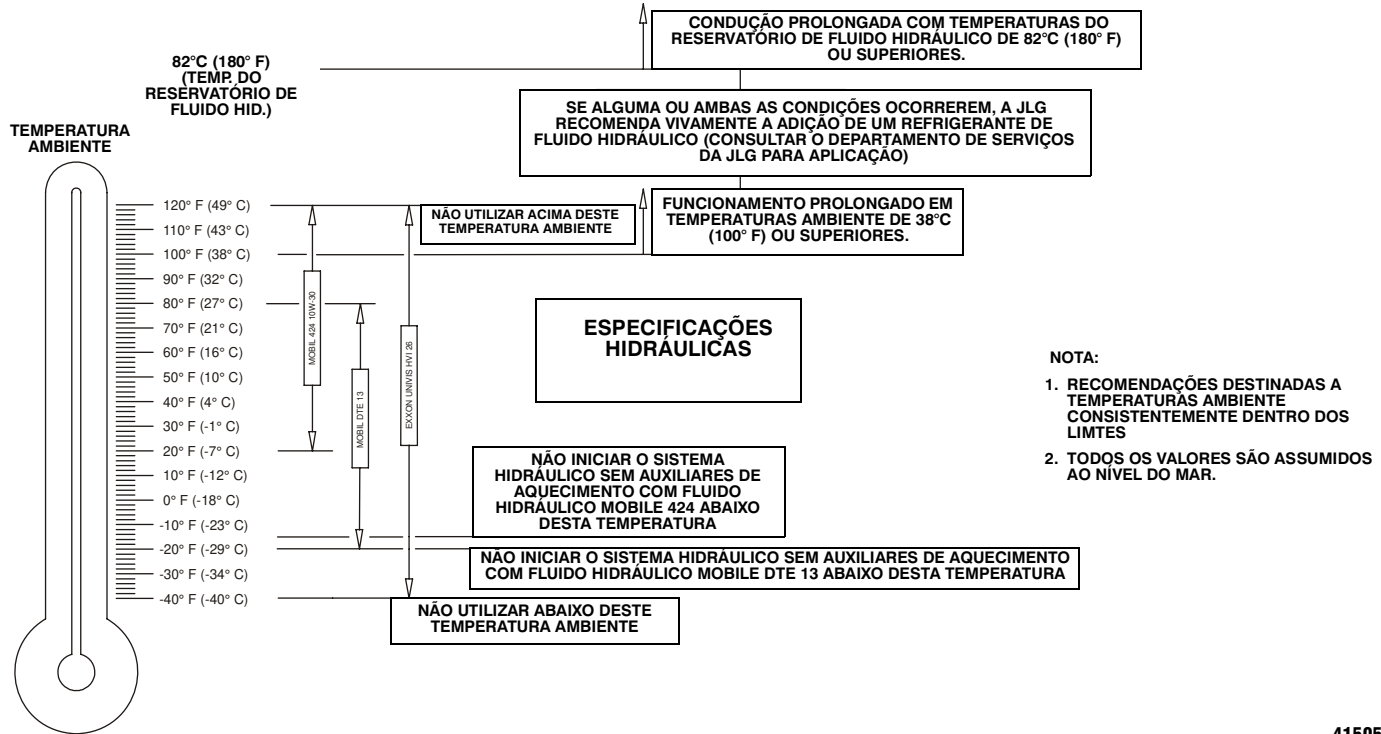 CONDUÇÃO PROLONGADA COM TEMPERATURAS DO
RESERVATÓRIO DE FLUIDO HIDRÁULICO DE 82°C (180° F)
OU SUPERIORES.
82°C (180° F)
(TEMP. DO
RESERVATÓRIO DE
FLUIDO HID.)
SE ALGUMA OU AMBAS AS CONDIÇÕES OCORREREM, A JLG
RECOMENDA VIVAMENTE A ADIÇÃO DE UM REFRIGERANTE DE
FLUIDO HIDRÁULICO (CONSULTAR O DEPARTAMENTO DE SERVIÇOS
DA JLG PARA APLICAÇÃO)
TEMPERATURA
AMBIENTE
120° F (49° C)
110° F (43° C)
100° F (38° C)
90° F (32° C)
80° F (27° C)
70° F (21° C)
60° F (16° C)
50° F (10° C)
40° F (4° C)
30° F (-1° C)
20° F (-7° C)
10° F (-12° C)
0° F (-18° C)
-10° F (-23° C)
-20° F (-29° C)
-30° F (-34° C)
-40° F (-40° C)
MOBIL 424 10W-30
MOBIL DTE 13
EXXON UNIVIS HVI 26
NÃO UTILIZAR ACIMA DESTE
TEMPERATURA AMBIENTE
FUNCIONAMENTO PROLONGADO EM
TEMPERATURAS AMBIENTE DE 38°C
(100° F) OU SUPERIORES.
ESPECIFICAÇÕES
HIDRÁULICAS
NOTA:
1. RECOMENDAÇÕES DESTINADAS A
TEMPERATURAS AMBIENTE
CONSISTENTEMENTE DENTRO DOS
LIMTES
2. TODOS OS VALORES SÃO ASSUMIDOS
AO NÍVEL DO MAR.
NÃO INICIAR O SISTEMA
HIDRÁULICO SEM AUXILIARES DE
AQUECIMENTO COM FLUIDO
HIDRÁULICO MOBILE 424 ABAIXO
DESTA TEMPERATURA
NÃO INICIAR O SISTEMA HIDRÁULICO SEM AUXILIARES DE AQUECIMENTO
COM FLUIDO HIDRÁULICO MOBILE DTE 13 ABAIXO DESTA TEMPERATURA
NÃO UTILIZAR ABAIXO DESTE
TEMPERATURA AMBIENTE